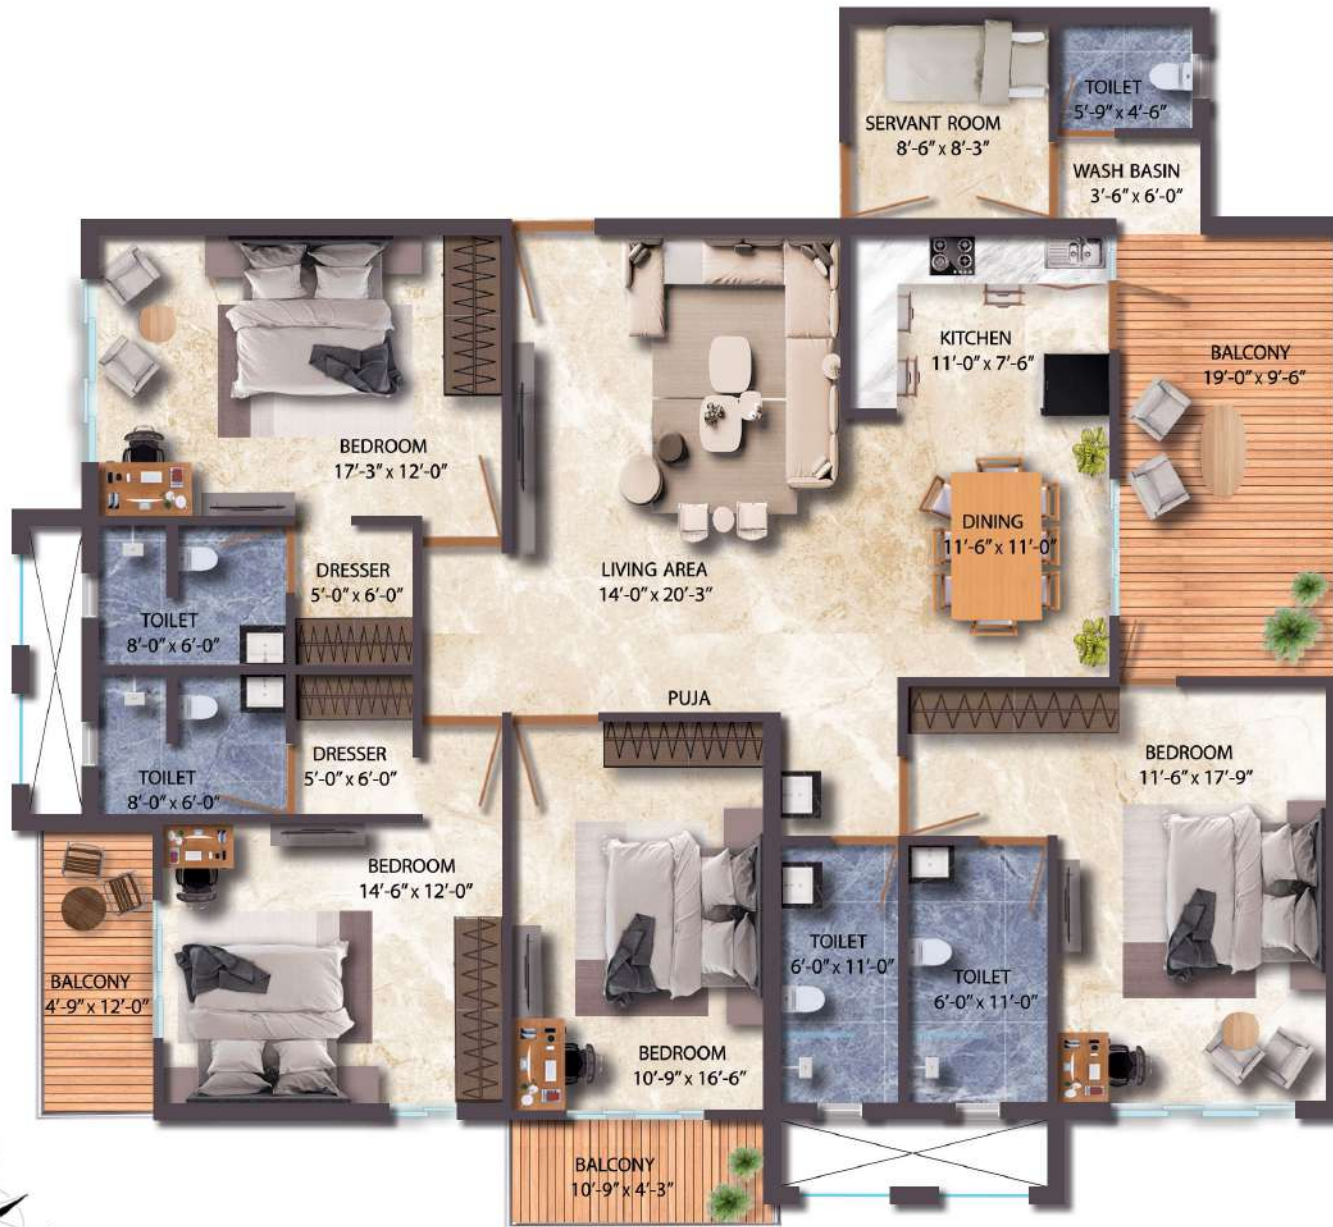 TOILET
5'-9" x 4'-6"
SERVANT ROOM
8'-6" x 8'-3"
WASH BASIN
3'-6" x 6'-0"
KITCHEN
11'-0" x 7'-6"
BALCONY
19'-0" x 9'-6"
BEDROOM
17'-3" x 12'-0"
DINING
11'-6" x 11'-0"
LIVING AREA
14'-0" x 20'-3"
DRESSER
5'-0" x 6'-0"
TOILET
8'-0" x 6'-0"
PUJA
DRESSER
5'-0" x 6'-0"
TOILET
8'-0" x 6'-0"
BEDROOM
11'-6" x 17'-9"
BEDROOM
14'-6" x 12'-0"
TOILET
6'-0" x 11'-0"
TOILET
6'-0" x 11'-0"
BALCONY
4'-9" x 12'-0"
BEDROOM
10'-9" x 16'-6"
BALCONY
10'-9" x 4'-3"